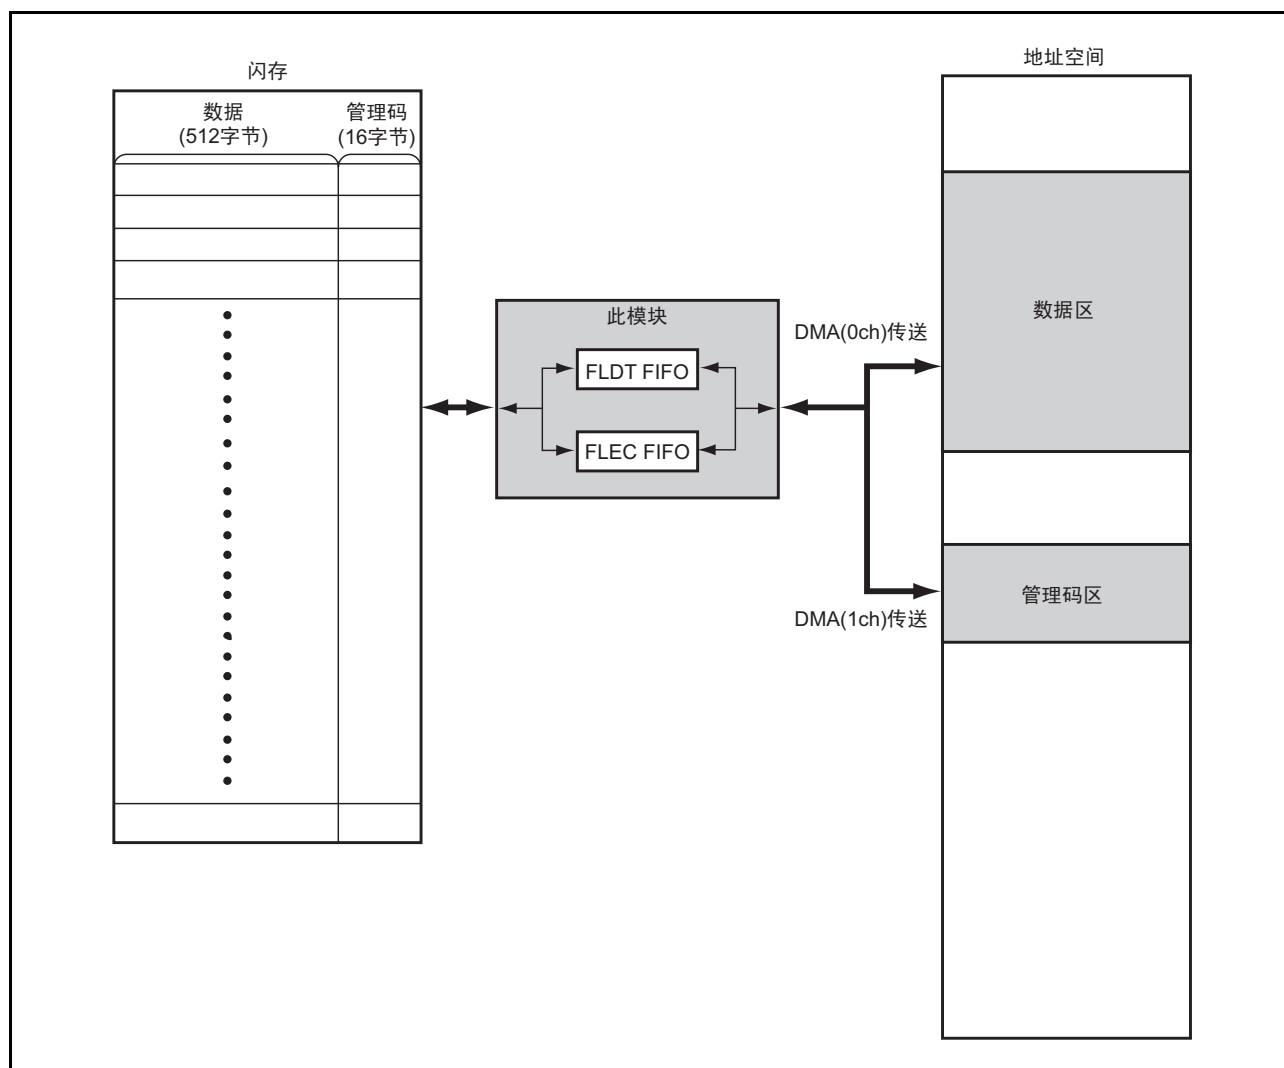 闪存
数据
(512字节)
管理码
(16字节)
此模块
FLDT FIFO
FLEC FIFO
DMA(0ch)传送
DMA(1ch)传送
地址空间
数据区
管理码区